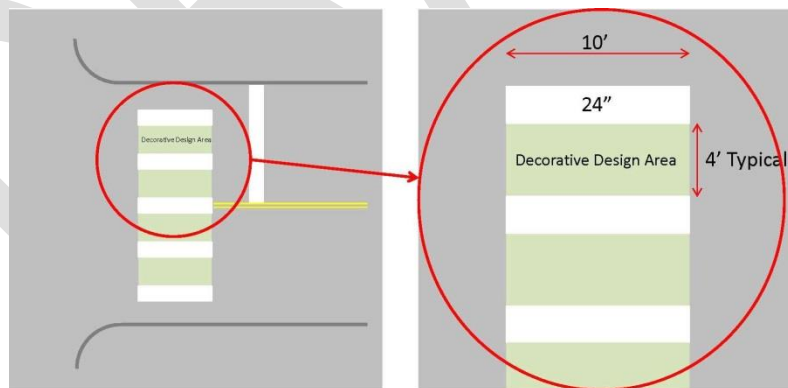 Decorative Design Area
10’
24”
Decorative Design Area
4’ Typical